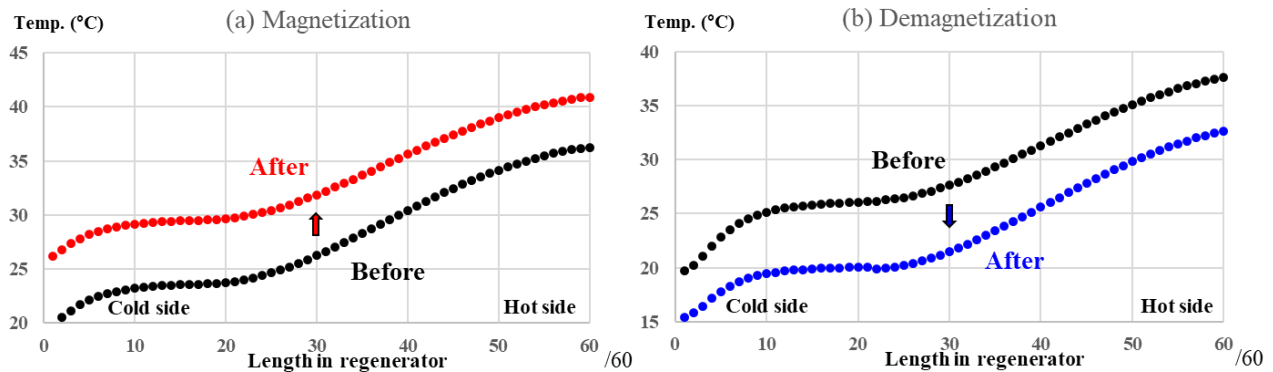 Temp. (°C)
(a) Magnetization
45
40
35
30
25
20
After
Before
Cold side
Hot side
0
10
20
30
40
50
60
Length in regenerator
/60
Temp. (°C)
(b) Demagnetization
40
35
30
25
20
15
Before
After
Cold side
Hot side
0
10
20
30
40
50
60
Length in regenerator
/60